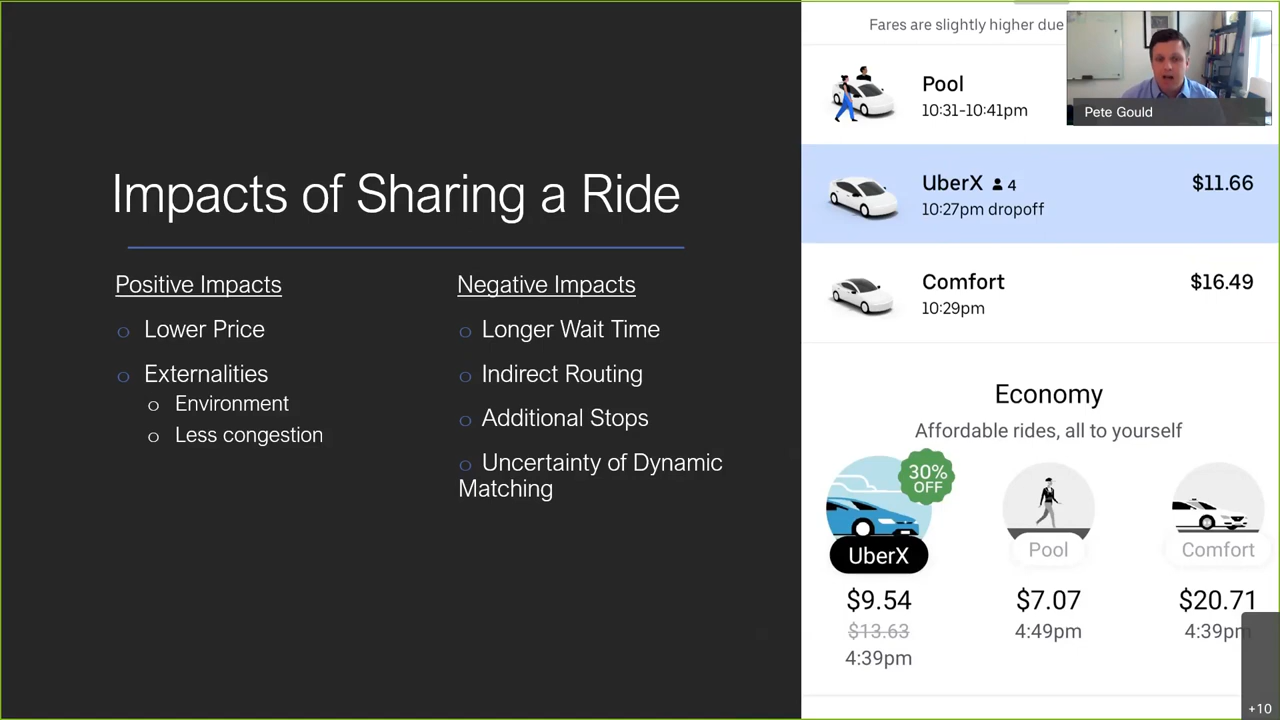 Impacts of Sharing a Ride
Positive Impacts
o Lower Price
o Externalities
o Environment
o Less congestion
Negative Impacts
o Longer Wait Time
o Indirect Routing
o Additional Stops
o Uncertainty of Dynamic
Matching
Fares are slightly higher due
Pete Gould
Pool
10:31-10:41pm
UberX 4 $11.66
10:27pm dropoff
Comfort $16.49
10:29pm
Economy
Affordable rides, all to yourself
30%
OFF
UberX Pool Comfort
$9.54 $7.07 $20.71
$13.63 4:49pm 4:39pm
4:39pm
+10